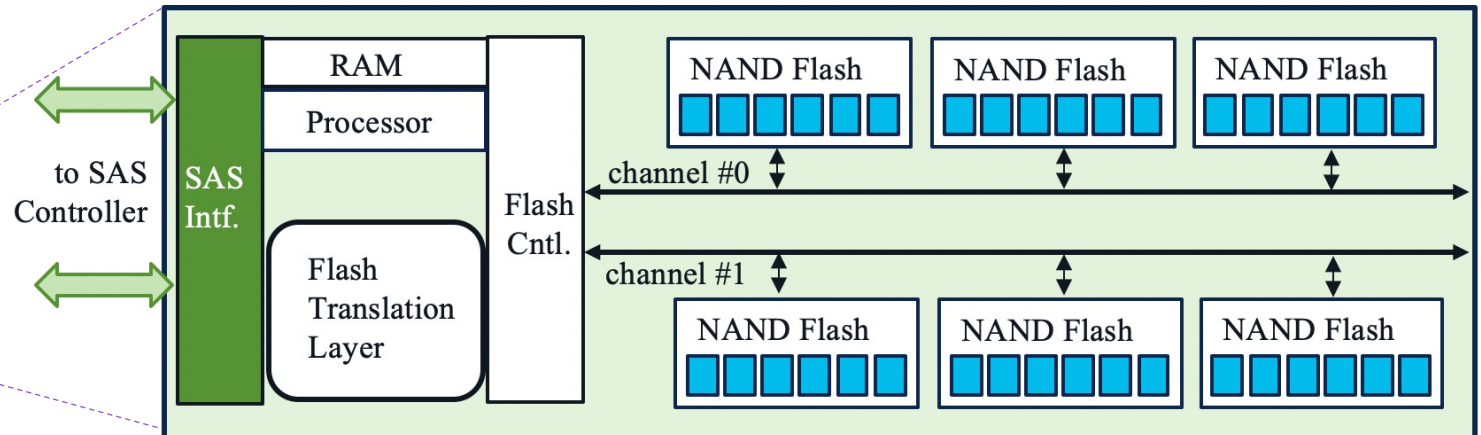 to SAS
Controller
SAS
Intf.
RAM
Processor
Flash
Translation
Layer
Flash
Cntl.
NAND Flash
NAND Flash
NAND Flash
channel #0
channel #1
NAND Flash
NAND Flash
NAND Flash